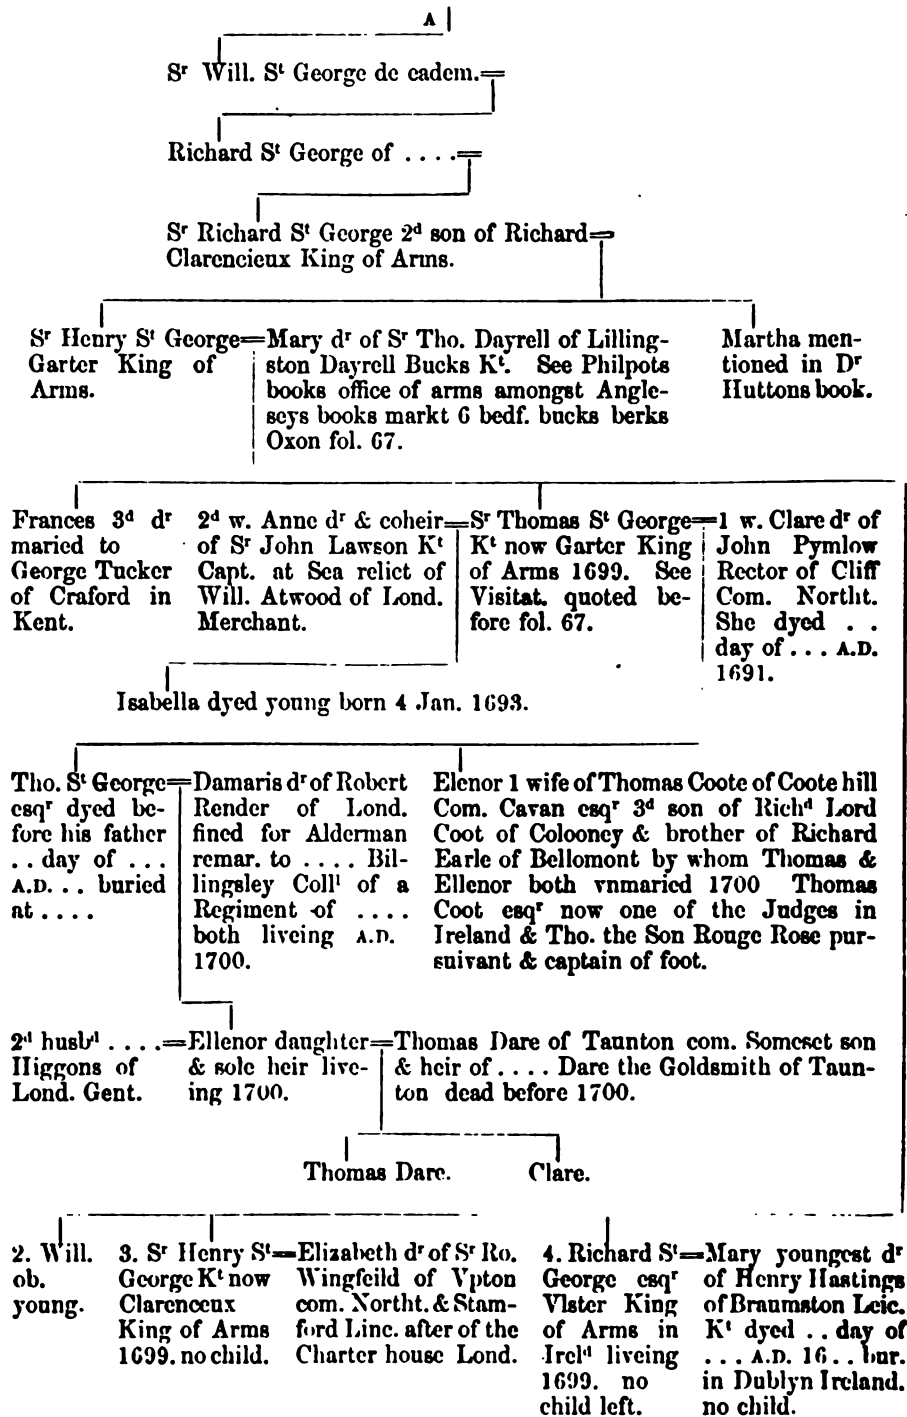 A
Sʳ Will. Sᵗ George de eadem.=
Richard Sᵗ George of . . . .=
Sʳ Richard Sᵗ George 2ᵈ son of Richard=
Clarencieux King of Arms.
Sʳ Henry Sᵗ George=
Garter King of
Arms.
Mary dʳ of Sʳ Tho. Dayrell of Lilling-
ston Dayrell Bucks Kᵗ. See Philpots
books office of arms amongst Angle-
seys books markt 6 bedf. bucks berks
Oxon fol. 67.
Martha men-
tioned in Dʳ
Huttons book.
Frances 3ᵈ dʳ
maried to
George Tucker
of Craford in
Kent.
2ᵈ w. Anne dʳ & coheir=
of Sʳ John Lawson Kᵗ
Capt. at Sea relict of
Will. Atwood of Lond.
Merchant.
Sʳ Thomas Sᵗ George=
Kᵗ now Garter King
of Arms 1699. See
Visitat. quoted be-
fore fol. 67.
1 w. Clare dʳ of
John Pymlow
Rector of Cliff
Com. Northt.
She dyed . .
day of . . . A.D.
1691.
Isabella dyed young born 4 Jan. 1693.
Tho. Sᵗ George=
esqʳ dyed be-
fore his father
. . day of . . .
A.D. . . buried
at . . . .
Damaris dʳ of Robert
Render of Lond.
fined for Alderman
remar. to . . . . Bil-
lingsley Collˡ of a
Regiment of . . . .
both liveing A.D.
1700.
Elenor 1 wife of Thomas Coote of Coote hill
Com. Cavan esqʳ 3ᵈ son of Richᵈ Lord
Coot of Colooney & brother of Richard
Earle of Bellomont by whom Thomas &
Ellenor both vnmaried 1700 Thomas
Coot esqʳ now one of the Judges in
Ireland & Tho. the Son Rouge Rose pur-
suivant & captain of foot.
2ᵈ husbᵈ . . . .=
Higgons of
Lond. Gent.
Ellenor daughter=
& sole heir live-
ing 1700.
Thomas Dare of Taunton com. Someset son
& heir of . . . . Dare the Goldsmith of Taun-
ton dead before 1700.
Thomas Dare.
Clare.
2. Will.
ob.
young.
3. Sʳ Henry Sᵗ=
George Kᵗ now
Clarenceux
King of Arms
1699. no child.
Elizabeth dʳ of Sʳ Ro.
Wingfeild of Vpton
com. Northt. & Stam-
ford Linc. after of the
Charter house Lond.
4. Richard Sᵗ=
George esqʳ
Vlster King
of Arms in
Irelᵈ liveing
1699. no
child left.
Mary youngest dʳ
of Henry Hastings
of Braumston Leic.
Kᵗ dyed . . day of
. . . A.D. 16 . . bur.
in Dublyn Ireland.
no child.